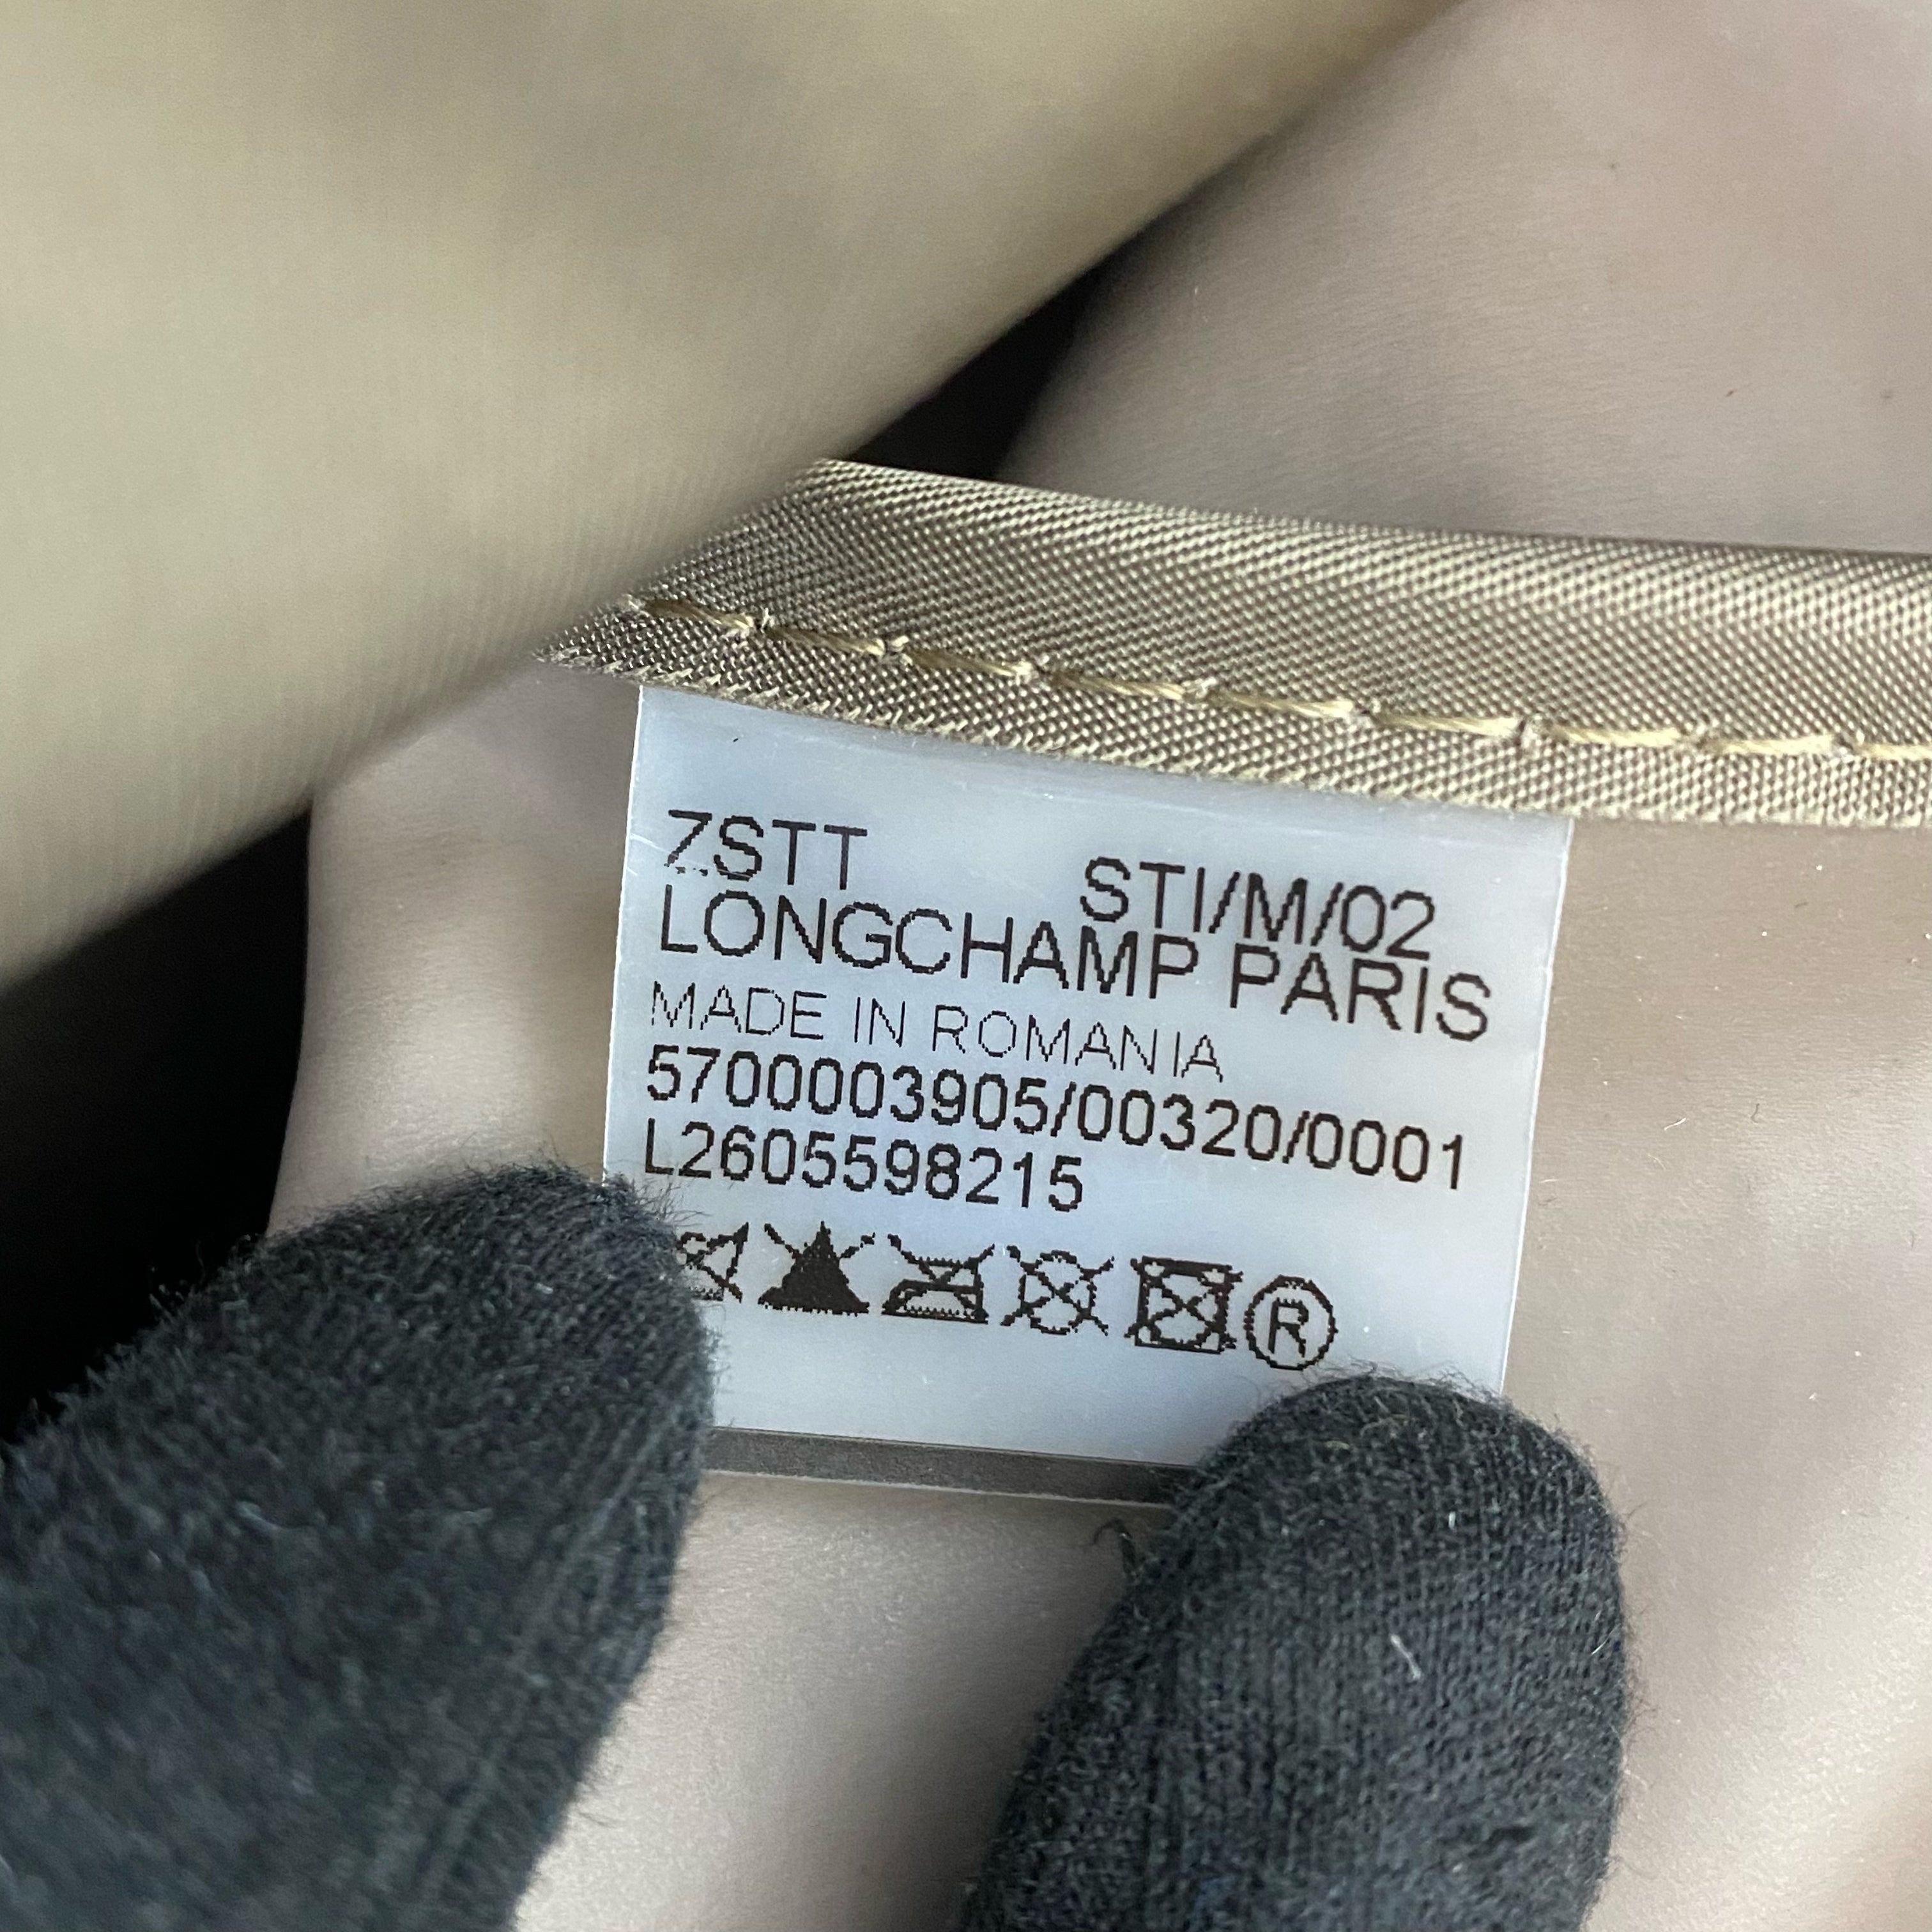 ZSTT STI/M/02
LONGCHAMP PARIS
MADE IN ROMANIA
5700003905/00320/0001
L2605598215
R